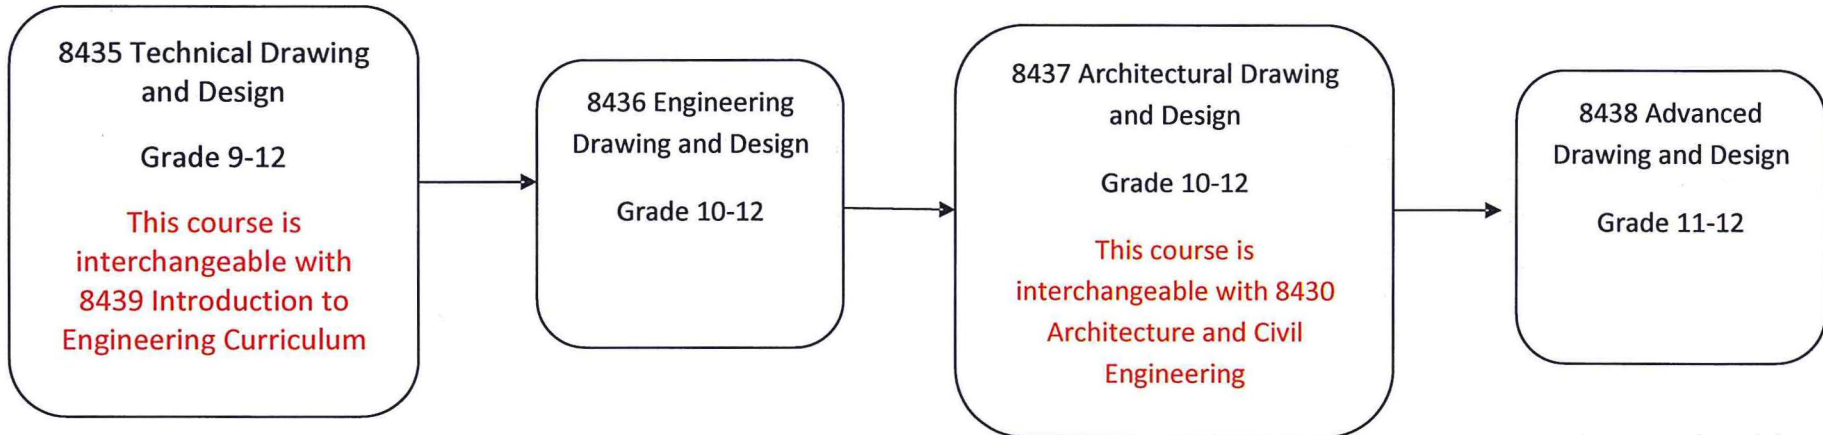 8435 Technical Drawing
and Design
Grade 9-12
This course is
interchangeable with
8439 Introduction to
Engineering Curriculum
8436 Engineering
Drawing and Design
Grade 10-12
8437 Architectural Drawing
and Design
Grade 10-12
This course is
interchangeable with 8430
Architecture and Civil
Engineering
8438 Advanced
Drawing and Design
Grade 11-12